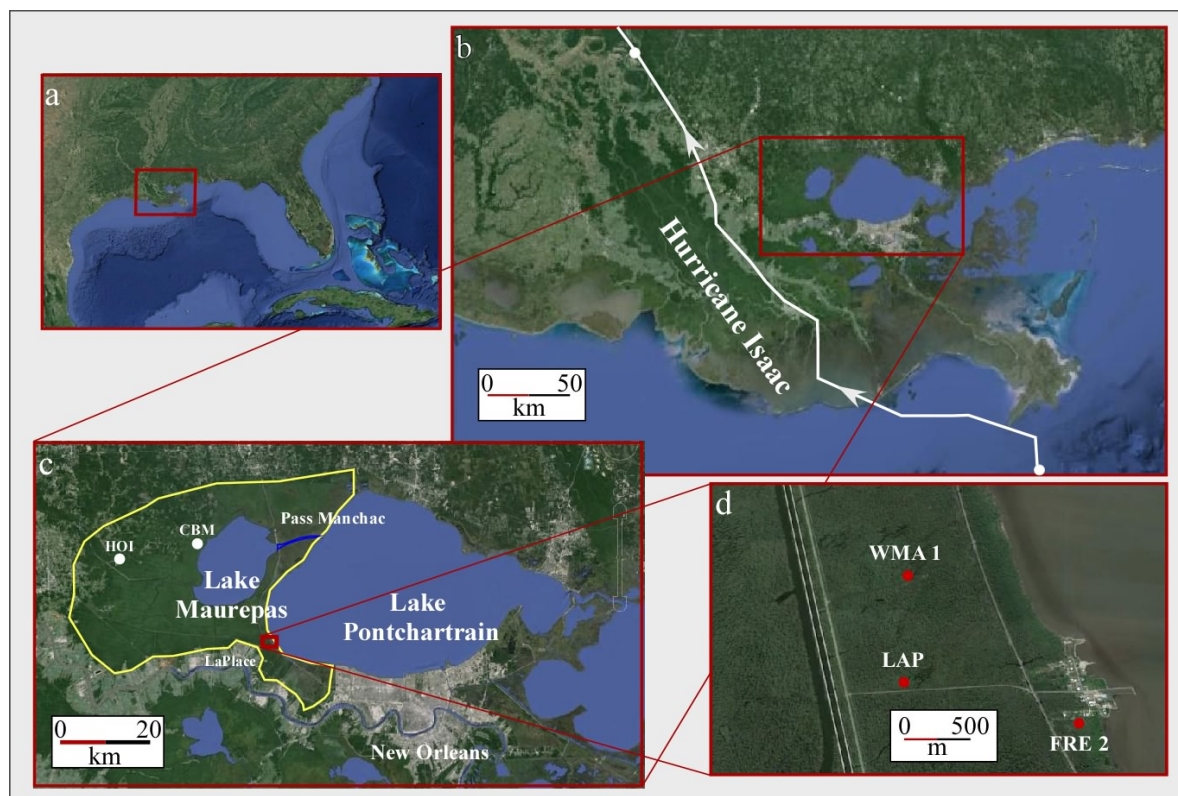 a
b
Hurricane Isaac
0 50
km
c
HOI
CBM
Pass Manchac
Lake
Maurepas
Lake
Pontchartrain
LaPlace
New Orleans
0 20
km
d
WMA 1
LAP
FRE 2
0 500
m